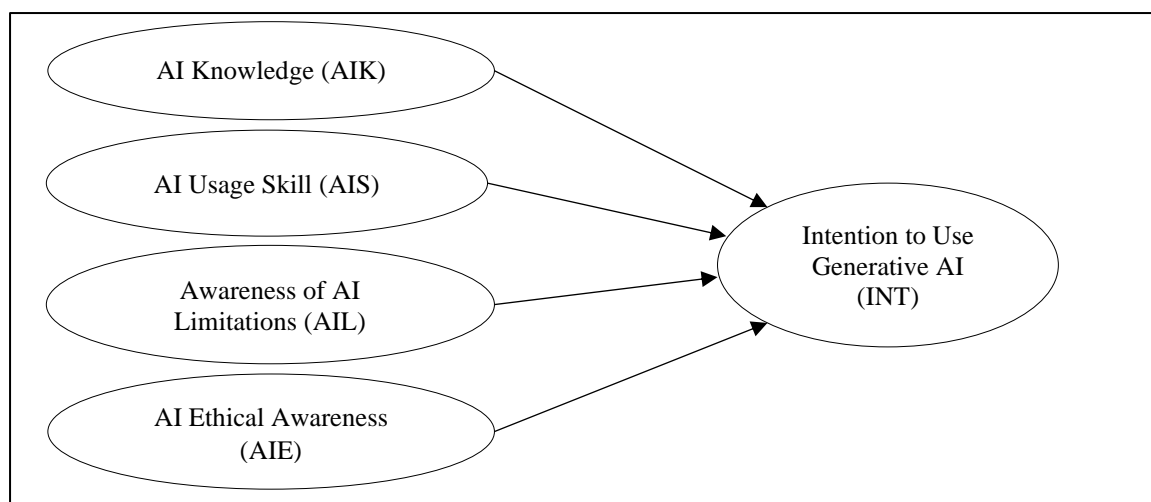 AI Knowledge (AIK)
AI Usage Skill (AIS)
Awareness of AI
Limitations (AIL)
AI Ethical Awareness
(AIE)
Intention to Use
Generative AI
(INT)